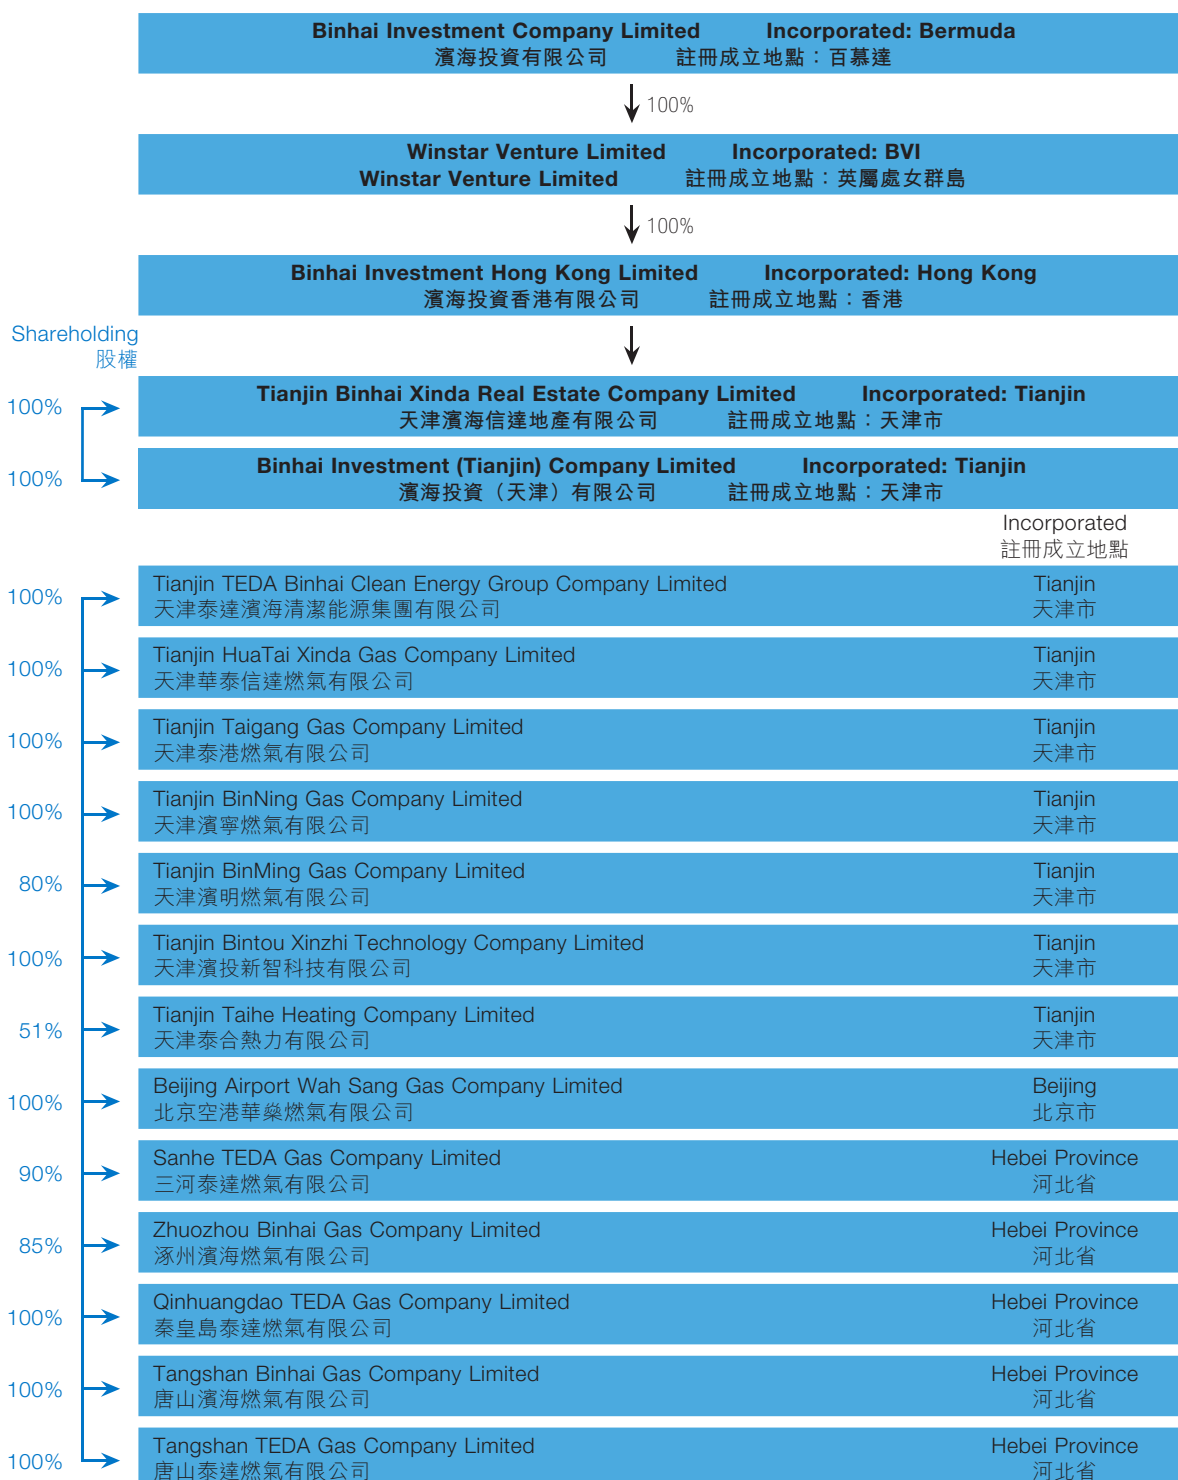 Binhai Investment Company Limited Incorporated: Bermuda
濱海投資有限公司 註冊成立地點：百慕達
100%
Winstar Venture Limited Incorporated: BVI
Winstar Venture Limited 註冊成立地點：英屬處女群島
100%
Binhai Investment Hong Kong Limited Incorporated: Hong Kong
濱海投資香港有限公司 註冊成立地點：香港
Shareholding
股權
100% Tianjin Binhai Xinda Real Estate Company Limited Incorporated: Tianjin
天津濱海信達地產有限公司 註冊成立地點：天津市
100% Binhai Investment (Tianjin) Company Limited Incorporated: Tianjin
濱海投資（天津）有限公司 註冊成立地點：天津市
Incorporated
註冊成立地點
100% Tianjin TEDA Binhai Clean Energy Group Company Limited Tianjin
天津泰達濱海清潔能源集團有限公司 天津市
100% Tianjin HuaTai Xinda Gas Company Limited Tianjin
天津華泰信達燃氣有限公司 天津市
100% Tianjin Taigang Gas Company Limited Tianjin
天津泰港燃氣有限公司 天津市
100% Tianjin BinNing Gas Company Limited Tianjin
天津濱寧燃氣有限公司 天津市
80% Tianjin BinMing Gas Company Limited Tianjin
天津濱明燃氣有限公司 天津市
100% Tianjin Bintou Xinzhi Technology Company Limited Tianjin
天津濱投新智科技有限公司 天津市
51% Tianjin Taihe Heating Company Limited Tianjin
天津泰合熱力有限公司 天津市
100% Beijing Airport Wah Sang Gas Company Limited Beijing
北京空港華燊燃氣有限公司 北京市
90% Sanhe TEDA Gas Company Limited Hebei Province
三河泰達燃氣有限公司 河北省
85% Zhuozhou Binhai Gas Company Limited Hebei Province
涿州濱海燃氣有限公司 河北省
100% Qinhuangdao TEDA Gas Company Limited Hebei Province
秦皇島泰達燃氣有限公司 河北省
100% Tangshan Binhai Gas Company Limited Hebei Province
唐山濱海燃氣有限公司 河北省
100% Tangshan TEDA Gas Company Limited Hebei Province
唐山泰達燃氣有限公司 河北省